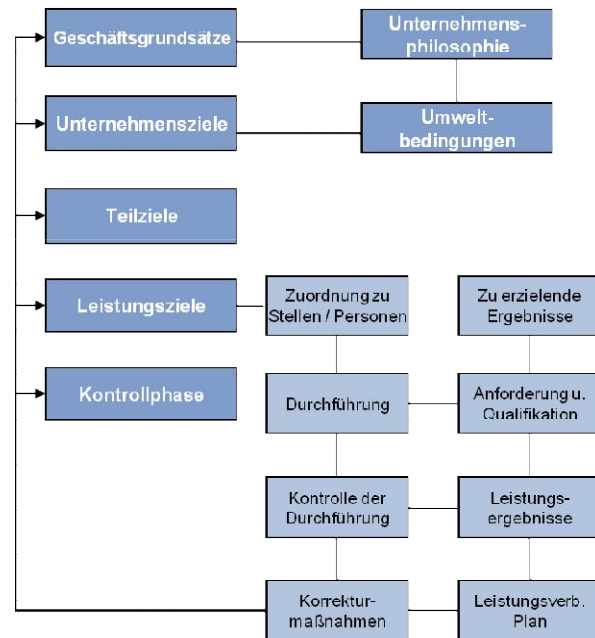 Geschäftsgrundsätze
Unternehmens-
philosophie
Unternehmensziele
Umwelt-
bedingungen
Teilziele
Leistungsziele
Zuordnung zu
Stellen / Personen
Zu erzielende
Ergebnisse
Kontrollphase
Durchführung
Anforderung u.
Qualifikation
Kontrolle der
Durchführung
Leistungs-
ergebnisse
Korrektur-
maßnahmen
Leistungsverb.
Plan